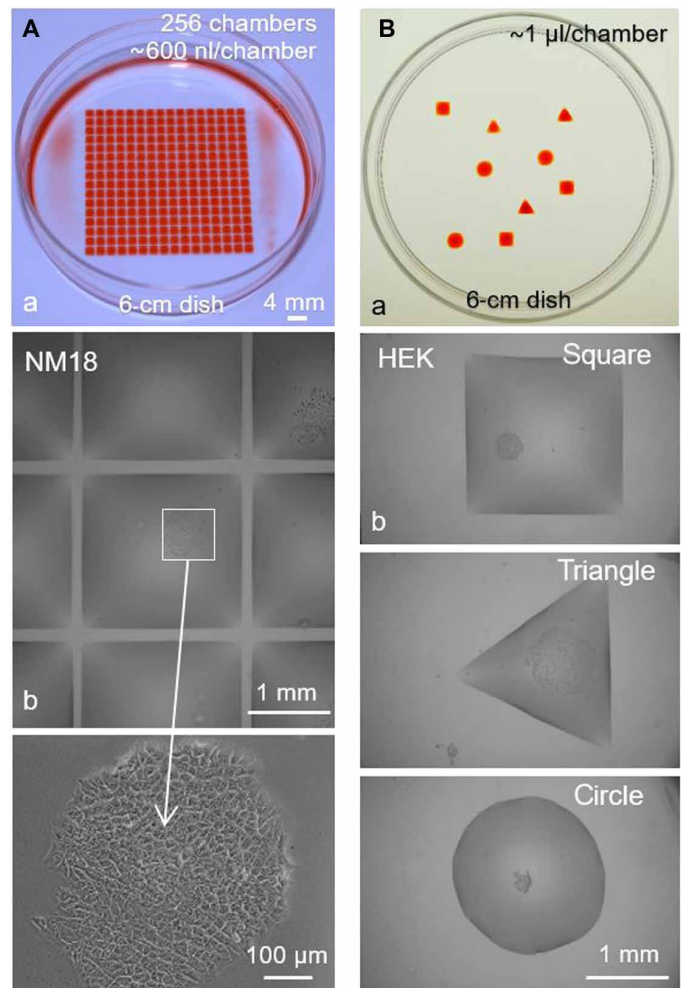 A
256 chambers
~600 nl/chamber
a
6-cm dish
4 mm
NM18
b
1 mm
100 μm
B
~1 μl/chamber
a
6-cm dish
HEK
Square
b
Triangle
Circle
1 mm